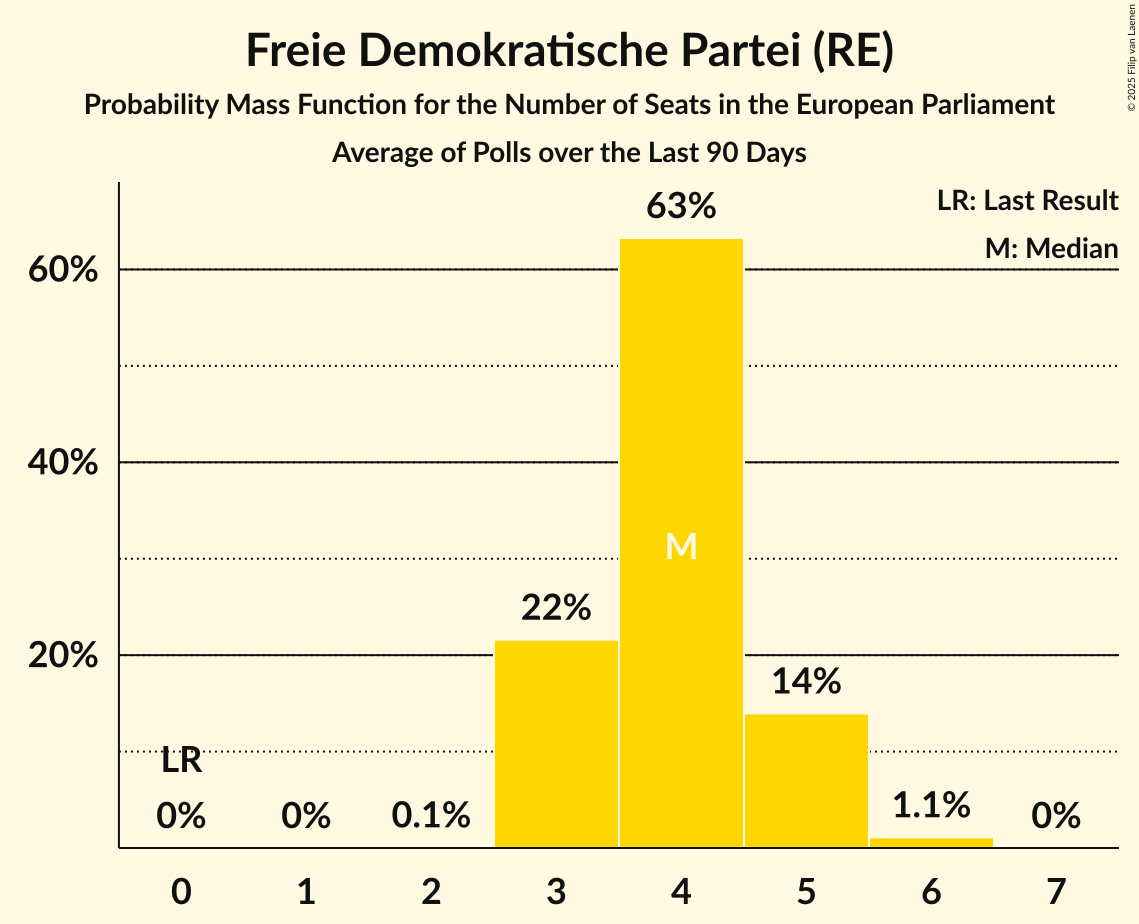 Freie Demokratische Partei (RE)
Probability Mass Function for the Number of Seats in the European Parliament
Average of Polls over the Last 90 Days
© 2025 Filip van Laenen
LR: Last Result
M: Median
63%
60%
40%
M
22%
20%
14%
LR
0%
0%
0.1%
1.1%
0%
0
1
2
3
4
5
6
7